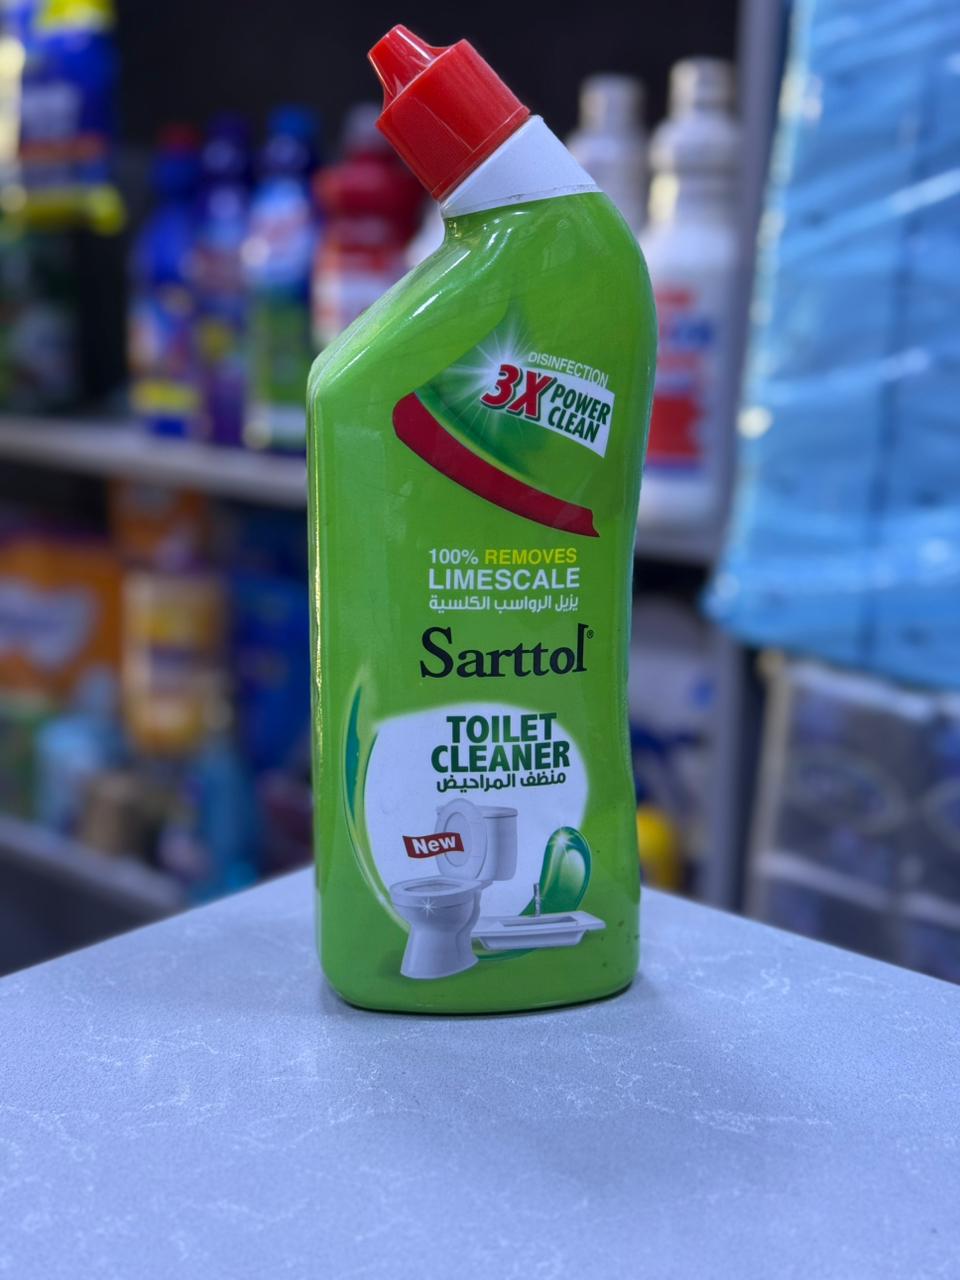 DISINFECTION
3X POWER
CLEAN
100% REMOVES
LIMESCALE
يزيل الرواسب الكلسية
Sarttol®
TOILET
CLEANER
منظف المراحيض
New